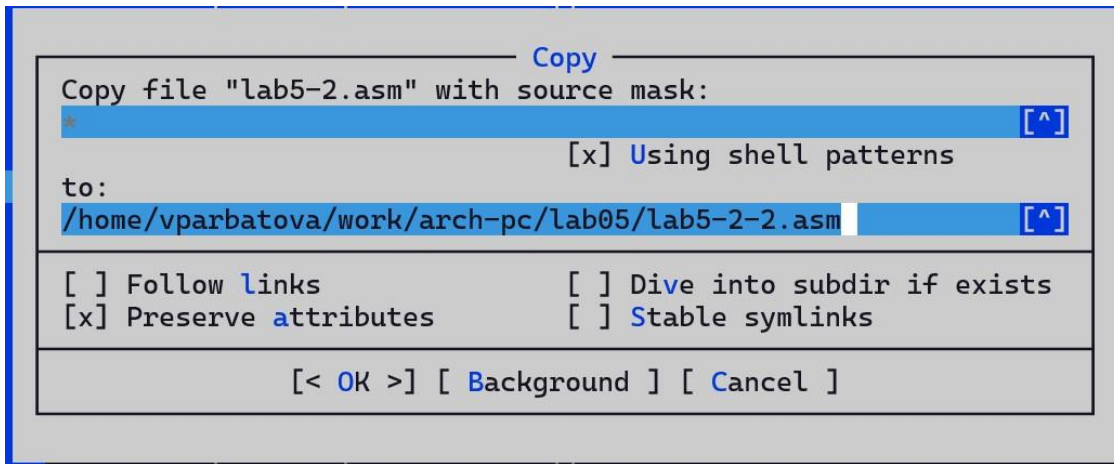 Copy
Copy file "lab5-2.asm" with source mask:
* [^]
[x] Using shell patterns
to:
/home/vparbatova/work/arch-pc/lab05/lab5-2-2.asm [^]
[ ] Follow links [ ] Dive into subdir if exists
[x] Preserve attributes [ ] Stable symlinks
[< OK >] [ Background ] [ Cancel ]